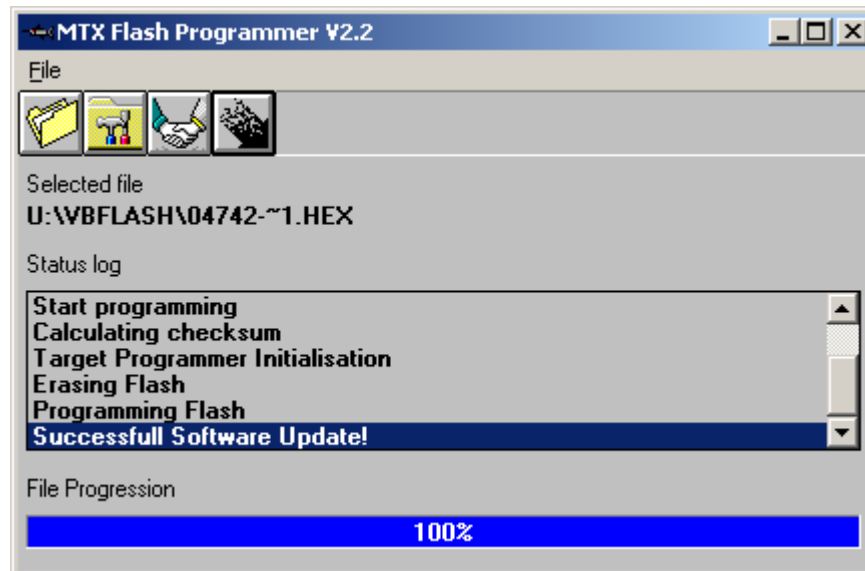 MTX Flash Programmer V2.2
File
Selected file
U:\VBFLASH\04742-~1.HEX
Status log
Start programming
Calculating checksum
Target Programmer Initialisation
Erasing Flash
Programming Flash
Successfull Software Update!
File Progression
100%